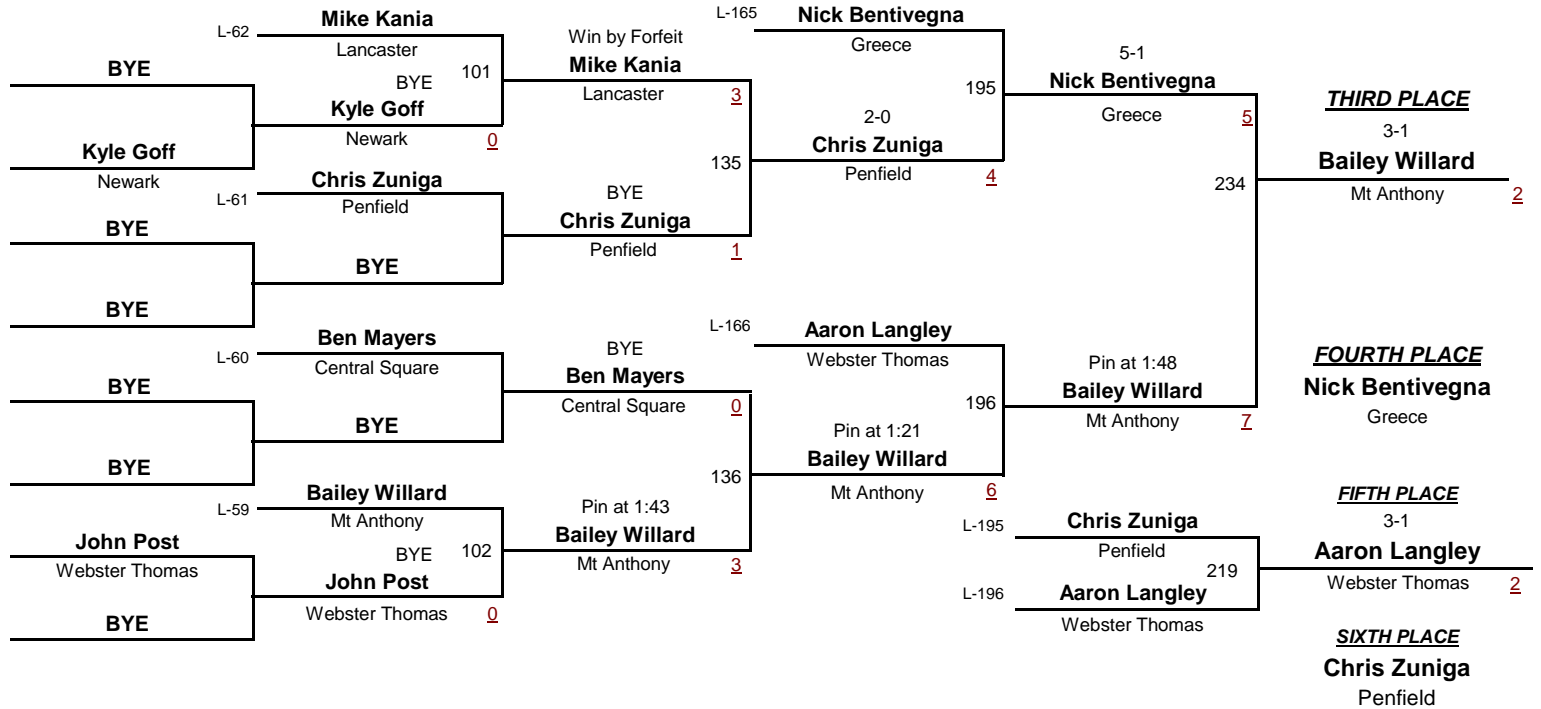 L-62
Mike Kania
Lancaster
BYE
BYE
101
Kyle Goff
Newark
0
Kyle Goff
Newark
L-61
Chris Zuniga
Penfield
BYE
BYE
BYE
Win by Forfeit
Mike Kania
Lancaster
3
135
BYE
Chris Zuniga
Penfield
1
L-165
Nick Bentivegna
Greece
195
2-0
Chris Zuniga
Penfield
4
5-1
Nick Bentivegna
Greece
5
234
THIRD PLACE
3-1
Bailey Willard
Mt Anthony
2
L-60
Ben Mayers
Central Square
BYE
BYE
BYE
BYE
Ben Mayers
Central Square
0
L-59
Bailey Willard
Mt Anthony
John Post
Webster Thomas
BYE
102
John Post
Webster Thomas
0
BYE
136
Pin at 1:43
Bailey Willard
Mt Anthony
3
L-166
Aaron Langley
Webster Thomas
196
Pin at 1:21
Bailey Willard
Mt Anthony
6
Pin at 1:48
Bailey Willard
Mt Anthony
7
FOURTH PLACE
Nick Bentivegna
Greece
L-195
Chris Zuniga
Penfield
219
L-196
Aaron Langley
Webster Thomas
FIFTH PLACE
3-1
Aaron Langley
Webster Thomas
2
SIXTH PLACE
Chris Zuniga
Penfield